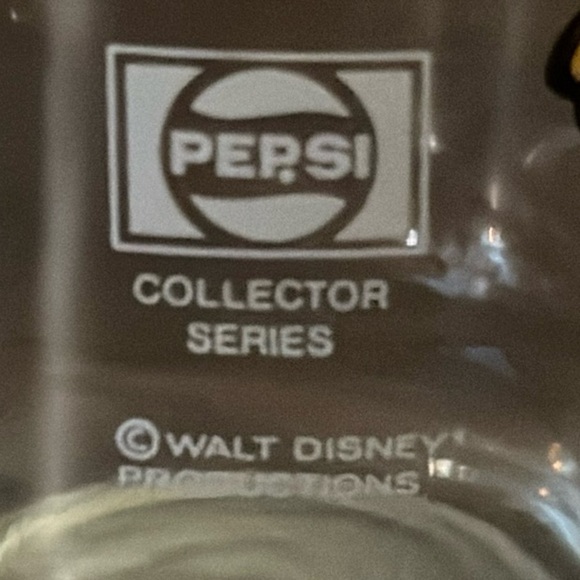 PEPSI
COLLECTOR
SERIES
© WALT DISNEY
PRODUCTIONS